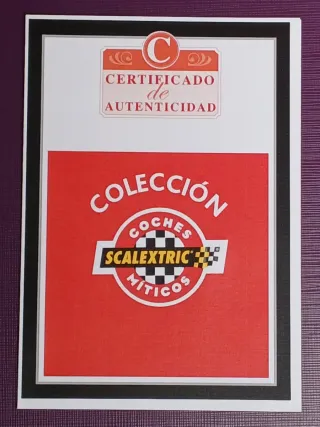 C
CERTIFICADO
de
AUTENTICIDAD
COLECCIÓN
COCHES
SCALEXTRIC
MÍTICOS